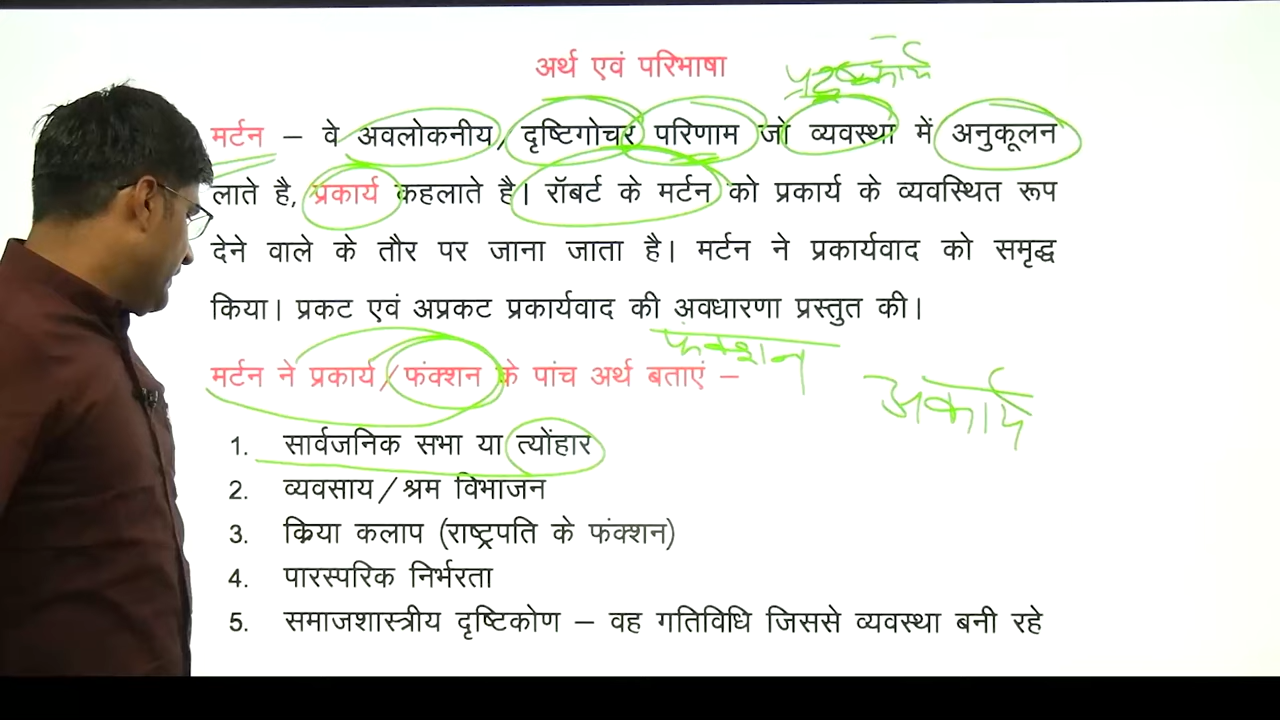 अर्थ एवं परिभाषा
मर्टन – वे अवलोकनीय/दृष्टिगोचर परिणाम जो व्यवस्था में अनुकूलन
लाते है, प्रकार्य कहलाते है। रॉबर्ट के मर्टन को प्रकार्य के व्यवस्थित रूप
देने वाले के तौर पर जाना जाता है। मर्टन ने प्रकार्यवाद को समृद्ध
किया। प्रकट एवं अप्रकट प्रकार्यवाद की अवधारणा प्रस्तुत की।
फंक्शन
मर्टन ने प्रकार्य/फंक्शन के पांच अर्थ बताएं –
अकार्य
1. सार्वजनिक सभा या त्योंहार
2. व्यवसाय/श्रम विभाजन
3. क्रिया कलाप (राष्ट्रपति के फंक्शन)
4. पारस्परिक निर्भरता
5. समाजशास्त्रीय दृष्टिकोण – वह गतिविधि जिससे व्यवस्था बनी रहे